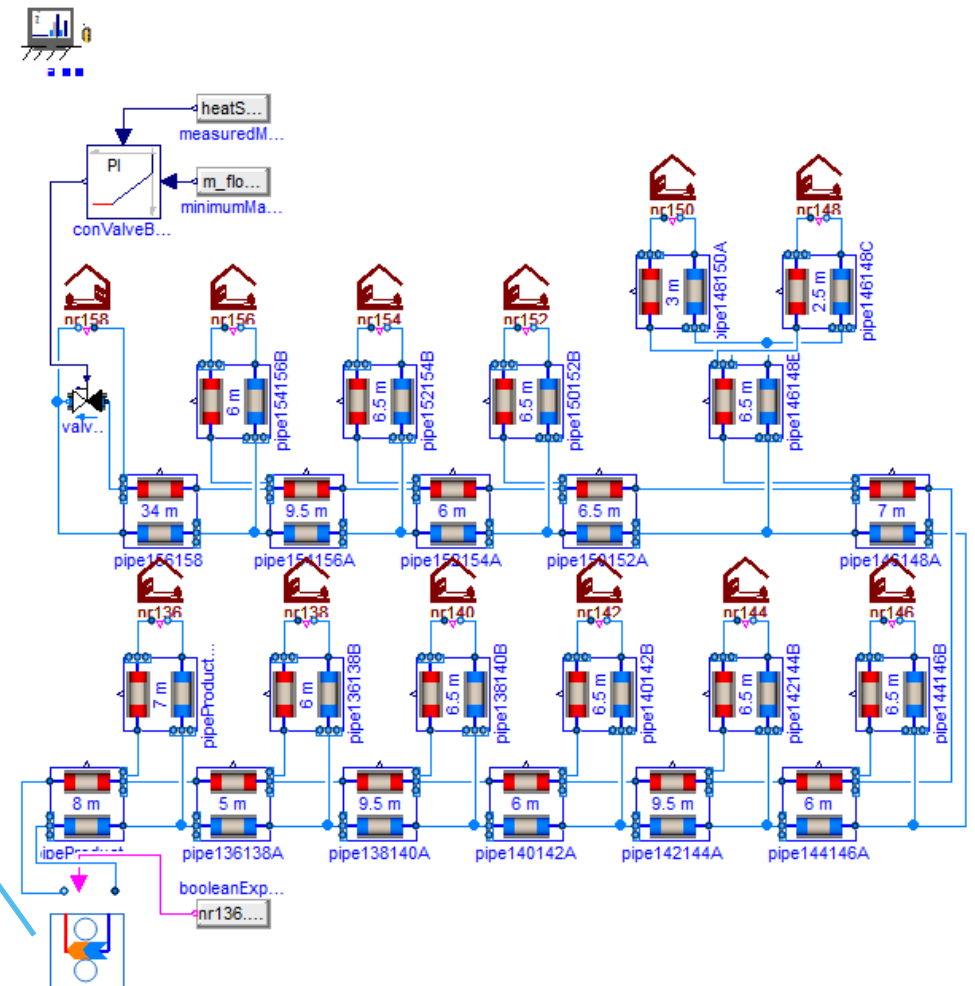 heatS...
measuredM...
PI
m_flo...
minimumMa...
conValveB...
nr150
nr148
3 m
pipe148150A
2.5 m
pipe146148C
nr158
nr156
nr154
nr152
6 m
pipe154156B
6.5 m
pipe152154B
6.5 m
pipe150152B
6.5 m
pipe146148E
valv...
34 m
9.5 m
6 m
6.5 m
7 m
pipe156158
pipe154156A
pipe152154A
pipe150152A
pipe146148A
nr136
nr138
nr140
nr142
nr144
nr146
7 m
pipeProduct...
6 m
pipe136138B
6.5 m
pipe138140B
6.5 m
pipe140142B
6.5 m
pipe142144B
6.5 m
pipe144146B
8 m
5 m
9.5 m
6 m
9.5 m
6 m
pipeProduct
pipe136138A
pipe138140A
pipe140142A
pipe142144A
pipe144146A
booleanExp...
nr136....